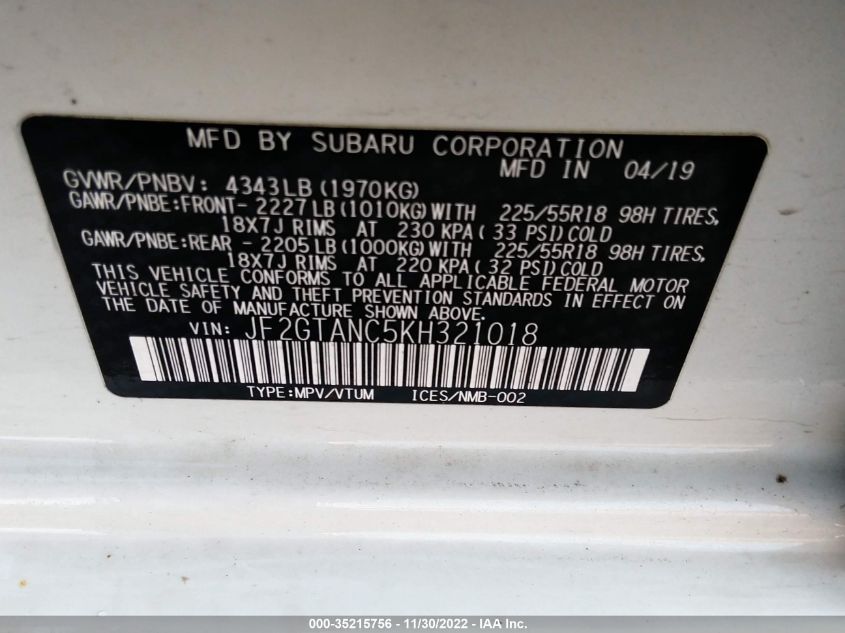 MFD BY SUBARU CORPORATION
MFD IN 04/19
GVWR/PNBV: 4343LB (1970KG)
GAWR/PNBE:FRONT- 2227LB(1010KG)WITH 225/55R18 98H TIRES,
18X7J RIMS AT 230 KPA( 33 PSI)COLD
GAWR/PNBE:REAR - 2205LB(1000KG)WITH 225/55R18 98H TIRES,
18X7J RIMS AT 220 KPA( 32 PSI)COLD
THIS VEHICLE CONFORMS TO ALL APPLICABLE FEDERAL MOTOR
VEHICLE SAFETY AND THEFT PREVENTION STANDARDS IN EFFECT ON
THE DATE OF MANUFACTURE SHOWN ABOVE.
VIN: JF2GTANC5KH321018
TYPE:MPV/VTUM ICES/NMB-002
000-35215756 - 11/30/2022 - IAA Inc.